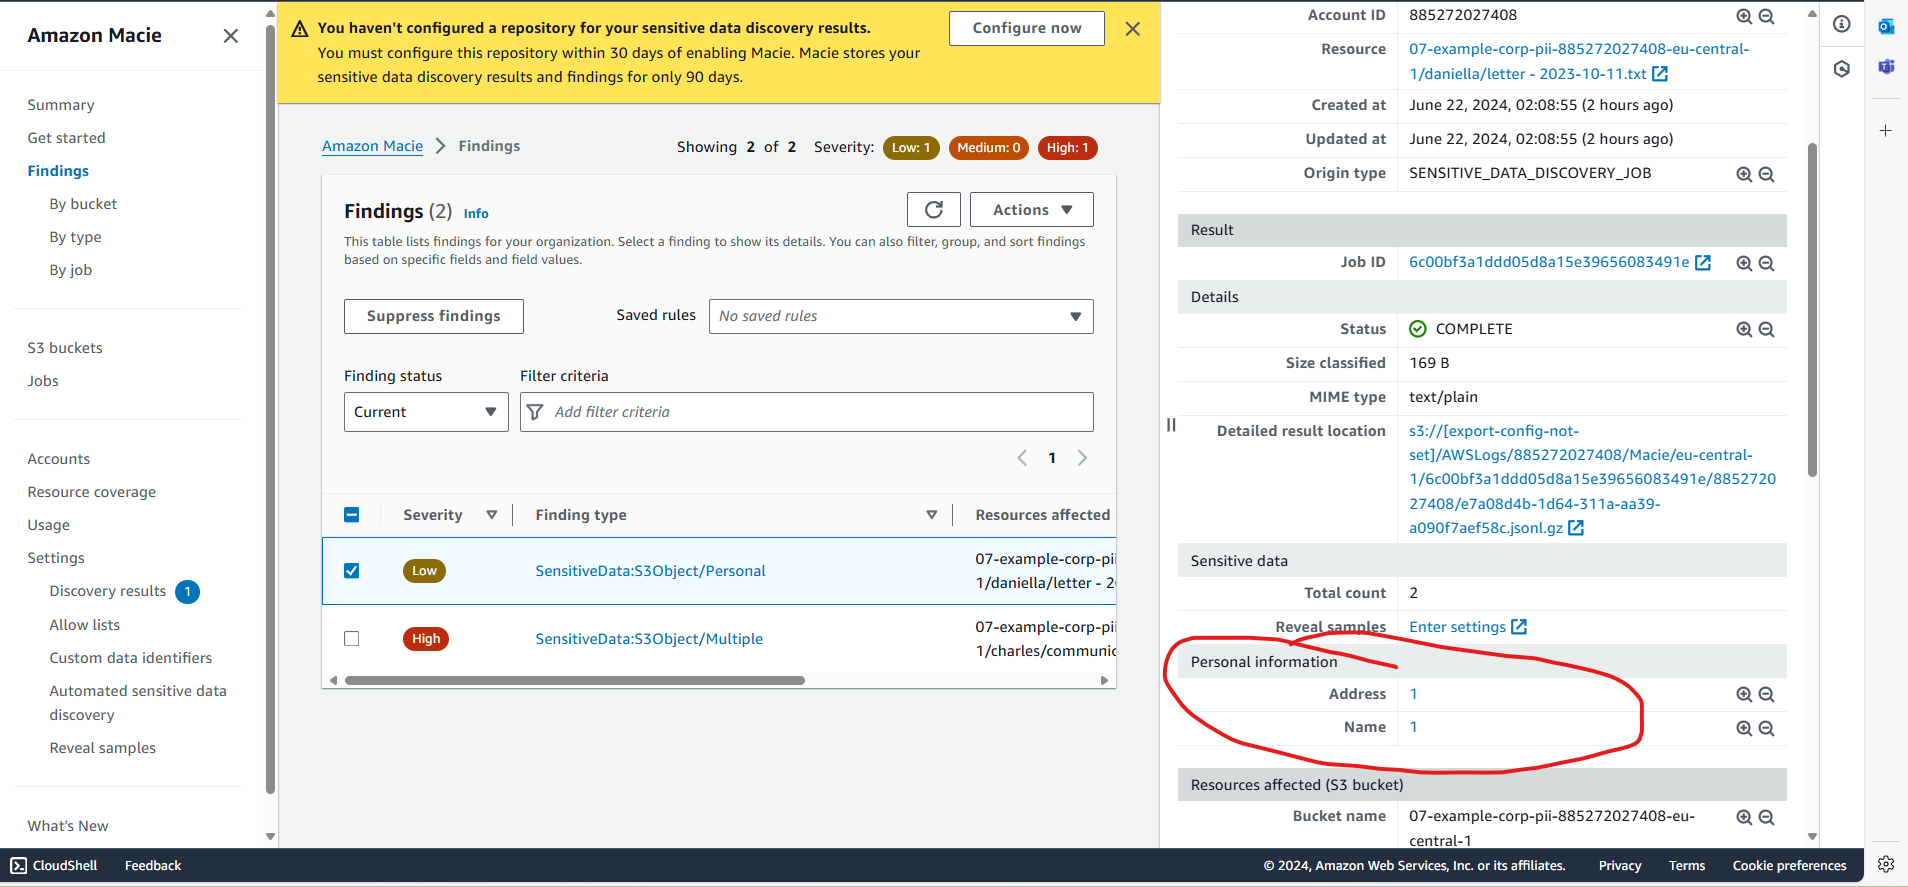 Amazon Macie
Summary
Get started
Findings
By bucket
By type
By job
S3 buckets
Jobs
Accounts
Resource coverage
Usage
Settings
Discovery results 1
Allow lists
Custom data identifiers
Automated sensitive data
discovery
Reveal samples
What's New
You haven't configured a repository for your sensitive data discovery results.
You must configure this repository within 30 days of enabling Macie. Macie stores your
sensitive data discovery results and findings for only 90 days.
Configure now
Amazon Macie > Findings
Showing 2 of 2 Severity: Low: 1 Medium: 0 High: 1
Findings (2) Info
Actions
This table lists findings for your organization. Select a finding to show its details. You can also filter, group, and sort findings
based on specific fields and field values.
Suppress findings
Saved rules No saved rules
Finding status Filter criteria
Current Add filter criteria
1
Severity Finding type Resources affected
Low SensitiveData:S3Object/Personal 07-example-corp-pii
1/daniella/letter - 2
High SensitiveData:S3Object/Multiple 07-example-corp-pii
1/charles/communic
Account ID 885272027408
Resource 07-example-corp-pii-885272027408-eu-central-
1/daniella/letter - 2023-10-11.txt
Created at June 22, 2024, 02:08:55 (2 hours ago)
Updated at June 22, 2024, 02:08:55 (2 hours ago)
Origin type SENSITIVE_DATA_DISCOVERY_JOB
Result
Job ID 6c00bf3a1ddd05d8a15e39656083491e
Details
Status COMPLETE
Size classified 169 B
MIME type text/plain
Detailed result location s3://[export-config-not-
set]/AWSLogs/885272027408/Macie/eu-central-
1/6c00bf3a1ddd05d8a15e39656083491e/885272
027408/e7a08d4b-1d64-311a-aa39-
a090f7aef58c.jsonl.gz
Sensitive data
Total count 2
Reveal samples Enter settings
Personal information
Address 1
Name 1
Resources affected (S3 bucket)
Bucket name 07-example-corp-pii-885272027408-eu-
central-1
CloudShell Feedback © 2024, Amazon Web Services, Inc. or its affiliates. Privacy Terms Cookie preferences